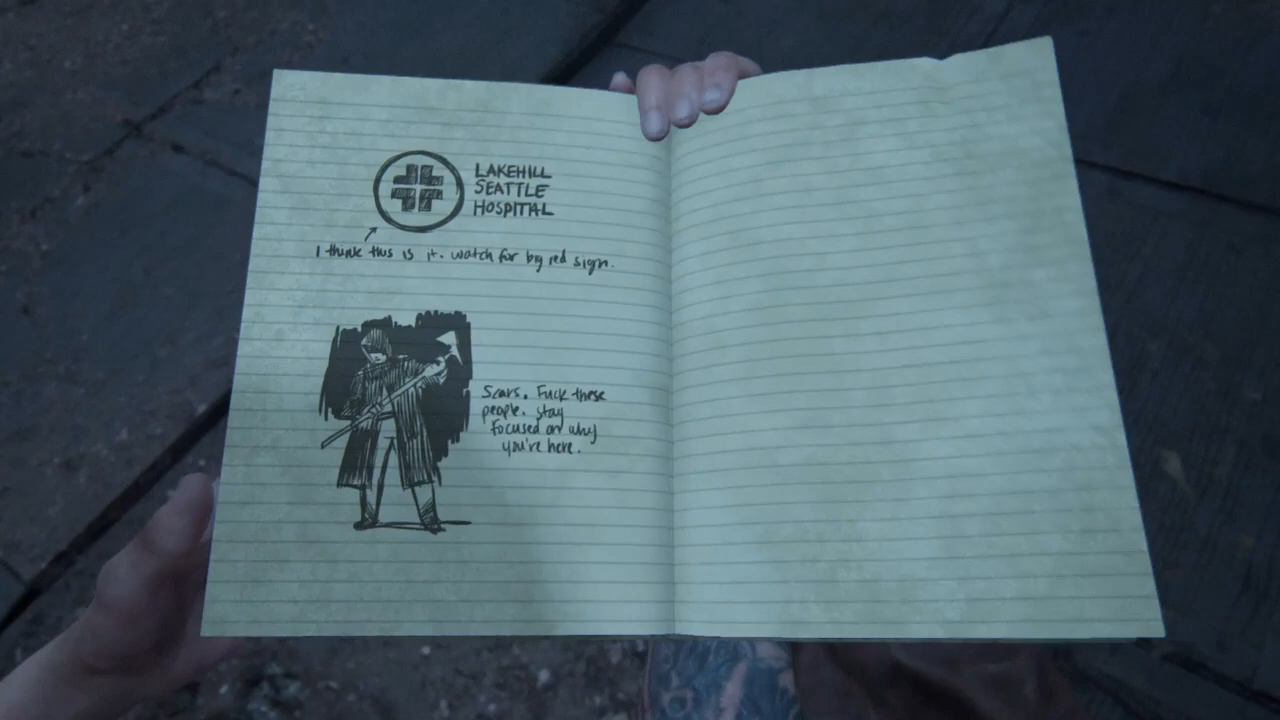 LAKEHILL
SEATTLE
HOSPITAL
I think this is it. watch for big red sign.
Scars. Fuck these
people. stay
focused on why
you're here.